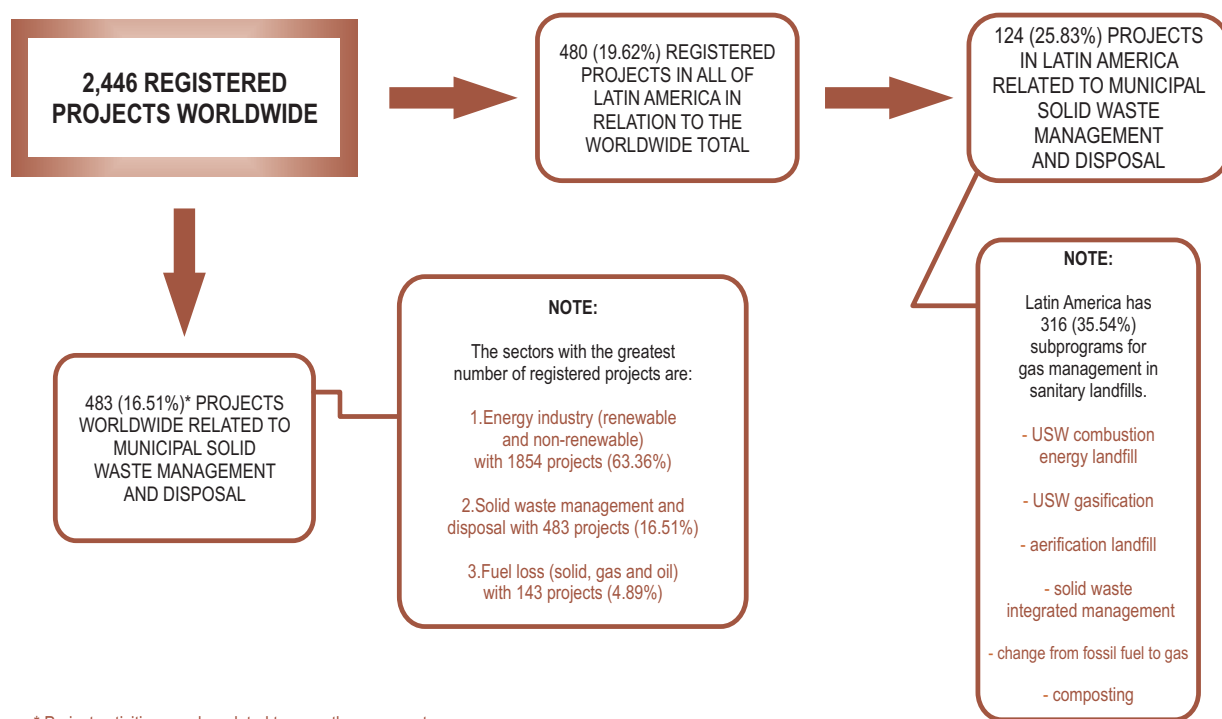 2,446 REGISTERED
PROJECTS WORLDWIDE
480 (19.62%) REGISTERED
PROJECTS IN ALL OF
LATIN AMERICA IN
RELATION TO THE
WORLDWIDE TOTAL
124 (25.83%) PROJECTS
IN LATIN AMERICA
RELATED TO MUNICIPAL
SOLID WASTE
MANAGEMENT
AND DISPOSAL
483 (16.51%)* PROJECTS
WORLDWIDE RELATED TO
MUNICIPAL SOLID
WASTE MANAGEMENT
AND DISPOSAL
NOTE:
The sectors with the greatest
number of registered projects are:
1.Energy industry (renewable
and non-renewable)
with 1854 projects (63.36%)
2.Solid waste management and
disposal with 483 projects (16.51%)
3.Fuel loss (solid, gas and oil)
with 143 projects (4.89%)
NOTE:
Latin America has
316 (35.54%)
subprograms for
gas management in
sanitary landfills.
- USW combustion
energy landfill
- USW gasification
- aerification landfill
- solid waste
integrated management
- change from fossil fuel to gas
- composting